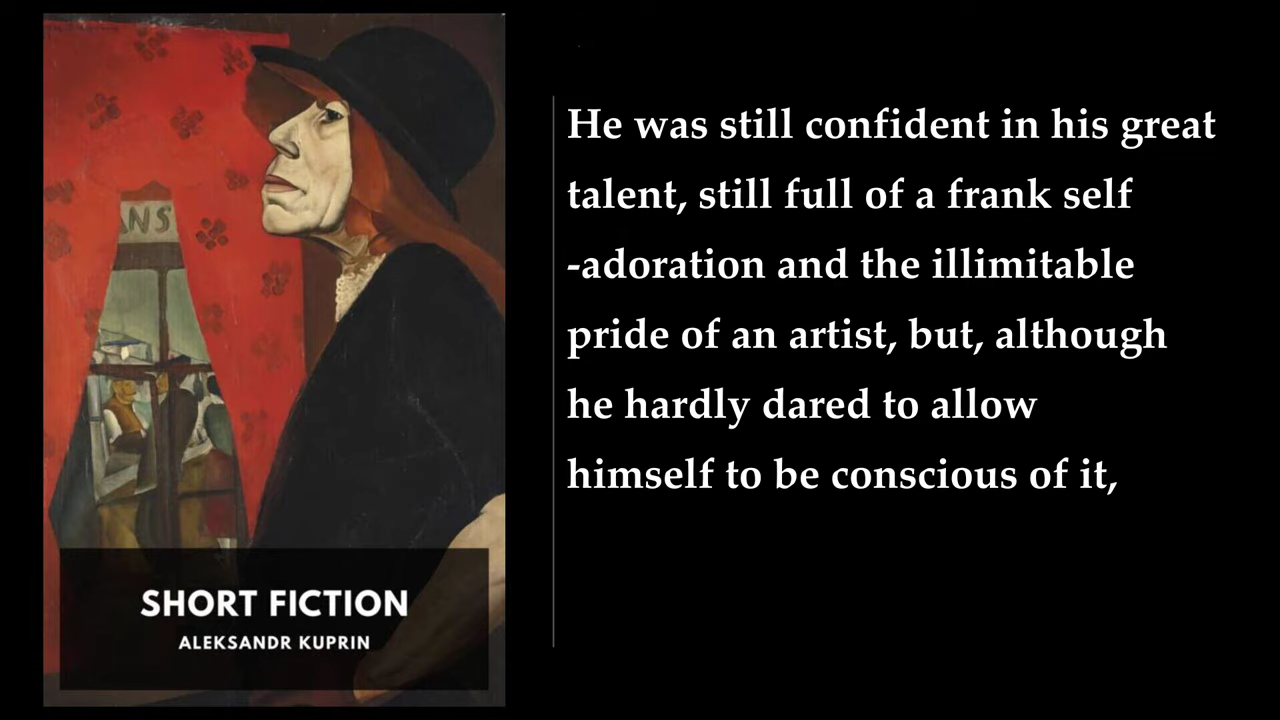 ANS
SHORT FICTION
ALEKSANDR KUPRIN
He was still confident in his great
talent, still full of a frank self
-adoration and the illimitable
pride of an artist, but, although
he hardly dared to allow
himself to be conscious of it,